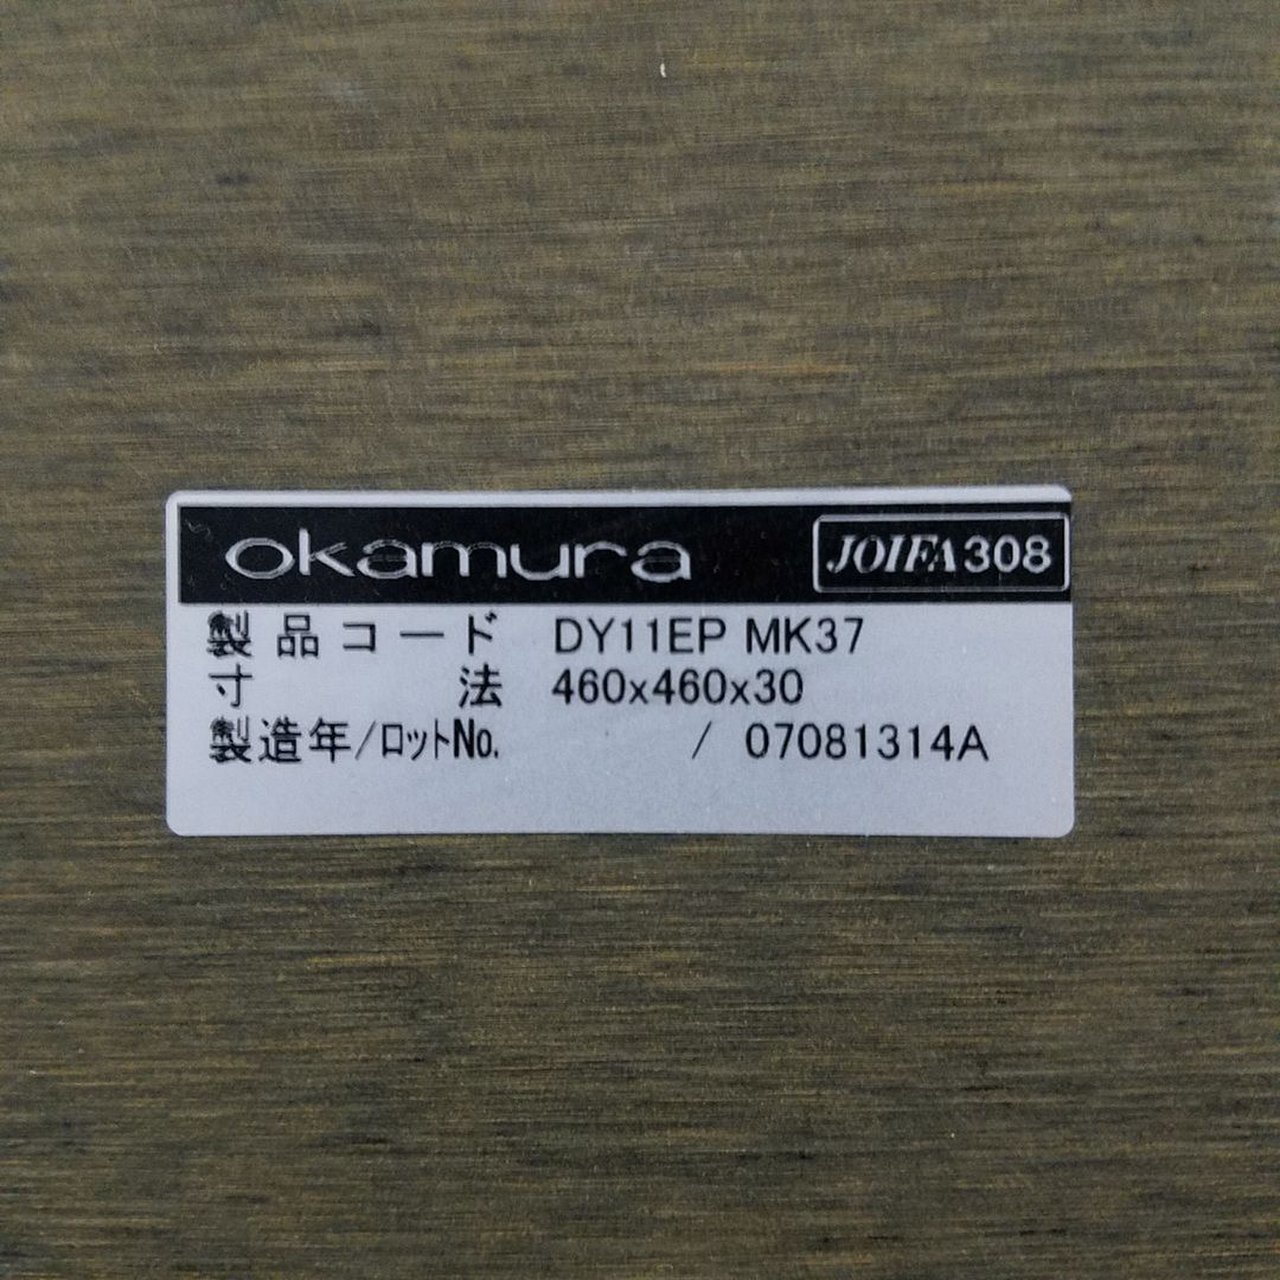 okamura JOIFA308
製品コード DY11EP MK37
寸法 460x460x30
製造年/ロットNo. / 07081314A